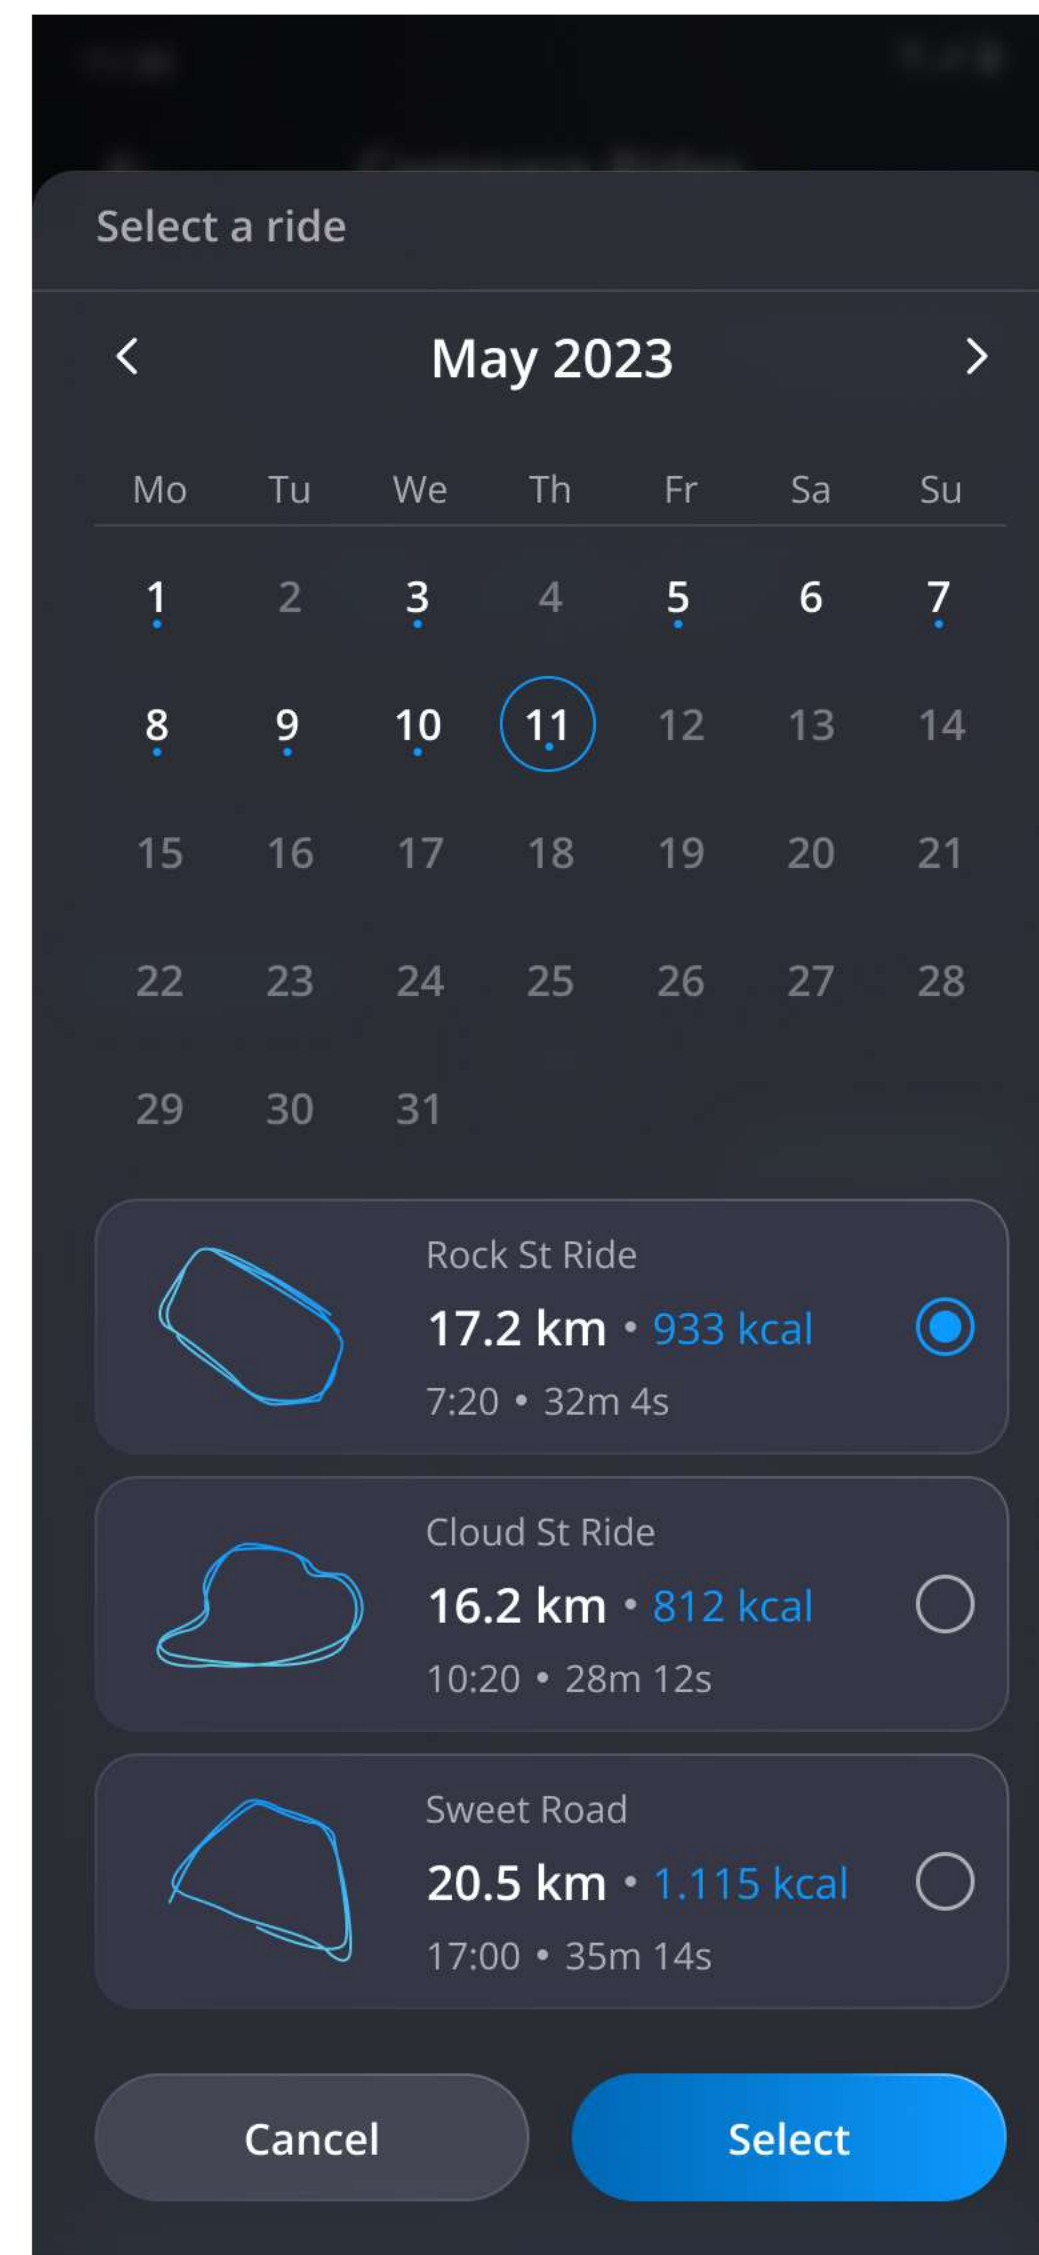 Select a ride
May 2023
Mo Tu We Th Fr Sa Su
1 2 3 4 5 6 7
8 9 10 11 12 13 14
15 16 17 18 19 20 21
22 23 24 25 26 27 28
29 30 31
Rock St Ride
17.2 km • 933 kcal
7:20 • 32m 4s
Cloud St Ride
16.2 km • 812 kcal
10:20 • 28m 12s
Sweet Road
20.5 km • 1.115 kcal
17:00 • 35m 14s
Cancel Select